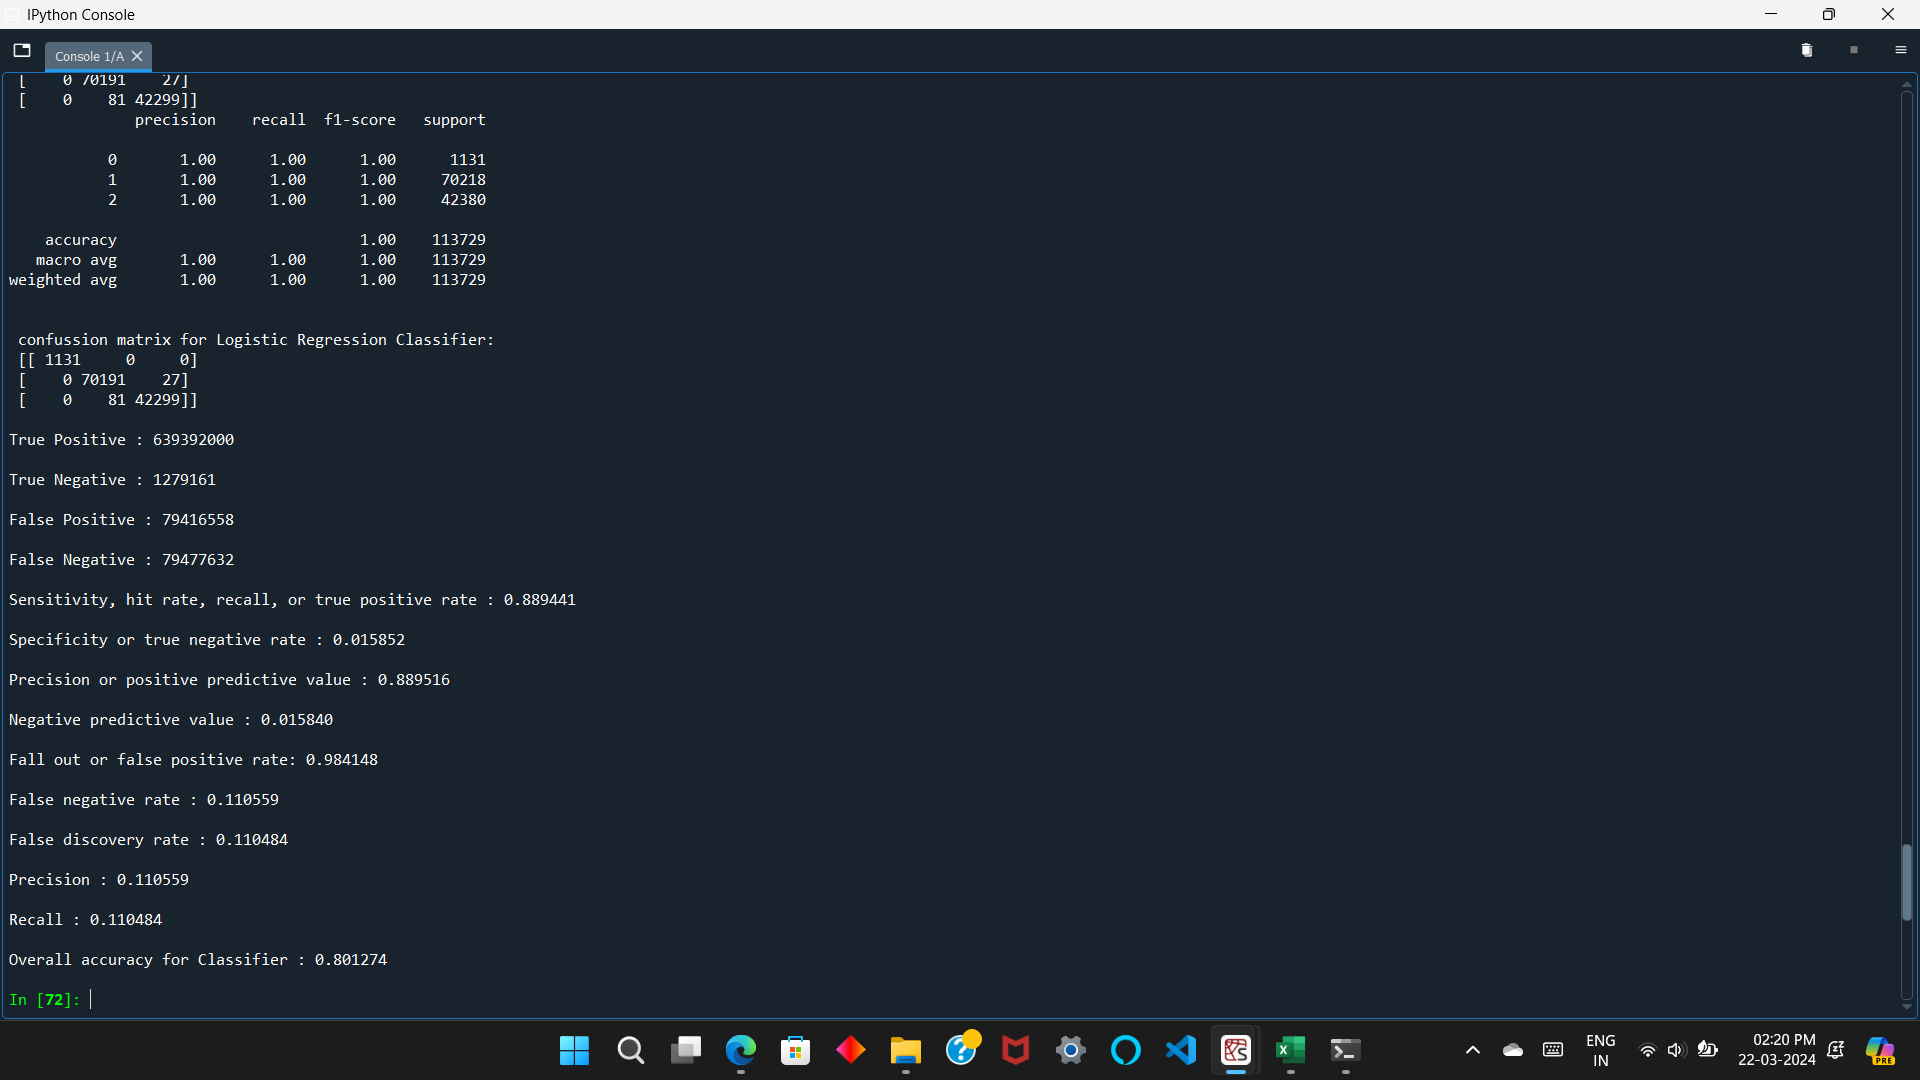 IPython Console
Console 1/A
[    0 70191    27]
[    0    81 42299]]
precision    recall  f1-score   support
0       1.00      1.00      1.00      1131
1       1.00      1.00      1.00     70218
2       1.00      1.00      1.00     42380
accuracy                           1.00    113729
macro avg       1.00      1.00      1.00    113729
weighted avg       1.00      1.00      1.00    113729
confussion matrix for Logistic Regression Classifier:
[[ 1131     0     0]
[    0 70191    27]
[    0    81 42299]]
True Positive : 639392000
True Negative : 1279161
False Positive : 79416558
False Negative : 79477632
Sensitivity, hit rate, recall, or true positive rate : 0.889441
Specificity or true negative rate : 0.015852
Precision or positive predictive value : 0.889516
Negative predictive value : 0.015840
Fall out or false positive rate: 0.984148
False negative rate : 0.110559
False discovery rate : 0.110484
Precision : 0.110559
Recall : 0.110484
Overall accuracy for Classifier : 0.801274
In [72]:
ENG
IN
02:20 PM
22-03-2024
PRE